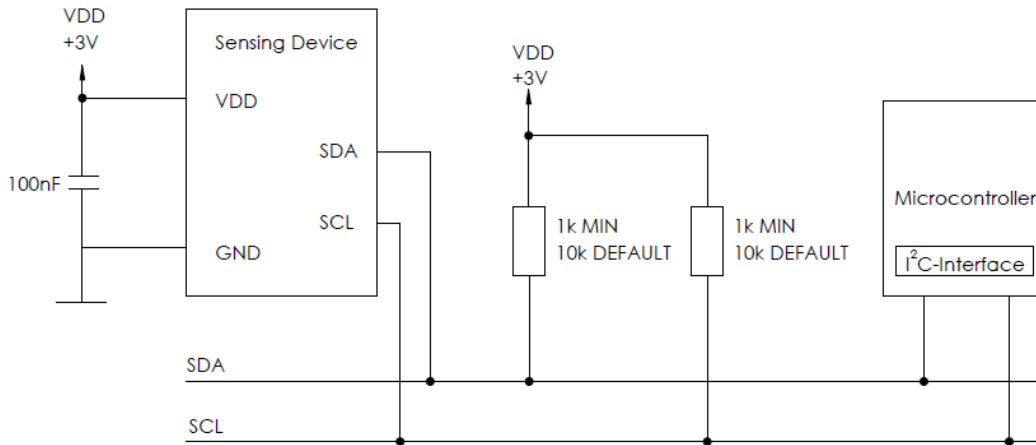 VDD
+3V
Sensing Device
VDD
SDA
100nF
SCL
GND
VDD
+3V
1k MIN
10k DEFAULT
1k MIN
10k DEFAULT
Microcontroller
I²C-Interface
SDA
SCL